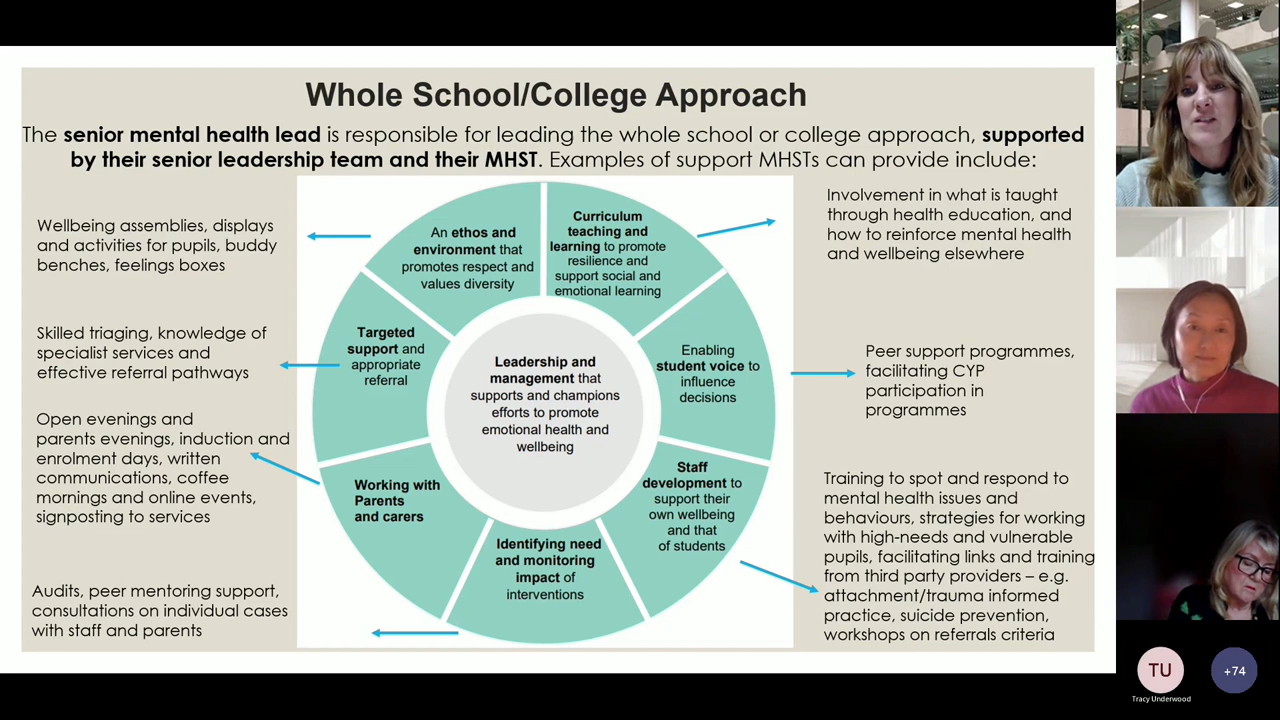 Whole School/College Approach
The senior mental health lead is responsible for leading the whole school or college approach, supported
by their senior leadership team and their MHST. Examples of support MHSTs can provide include:
Wellbeing assemblies, displays
and activities for pupils, buddy
benches, feelings boxes
Skilled triaging, knowledge of
specialist services and
effective referral pathways
Open evenings and
parents evenings, induction and
enrolment days, written
communications, coffee
mornings and online events,
signposting to services
Audits, peer mentoring support,
consultations on individual cases
with staff and parents
An ethos and
environment that
promotes respect and
values diversity
Curriculum
teaching and
learning to promote
resilience and
support social and
emotional learning
Targeted
support and
appropriate
referral
Leadership and
management that
supports and champions
efforts to promote
emotional health and
wellbeing
Enabling
student voice to
influence
decisions
Working with
Parents
and carers
Identifying need
and monitoring
impact of
interventions
Staff
development to
support their
own wellbeing
and that
of students
Involvement in what is taught
through health education, and
how to reinforce mental health
and wellbeing elsewhere
Peer support programmes,
facilitating CYP
participation in
programmes
Training to spot and respond to
mental health issues and
behaviours, strategies for working
with high-needs and vulnerable
pupils, facilitating links and training
from third party providers – e.g.
attachment/trauma informed
practice, suicide prevention,
workshops on referrals criteria
TU
+74
Tracy Underwood